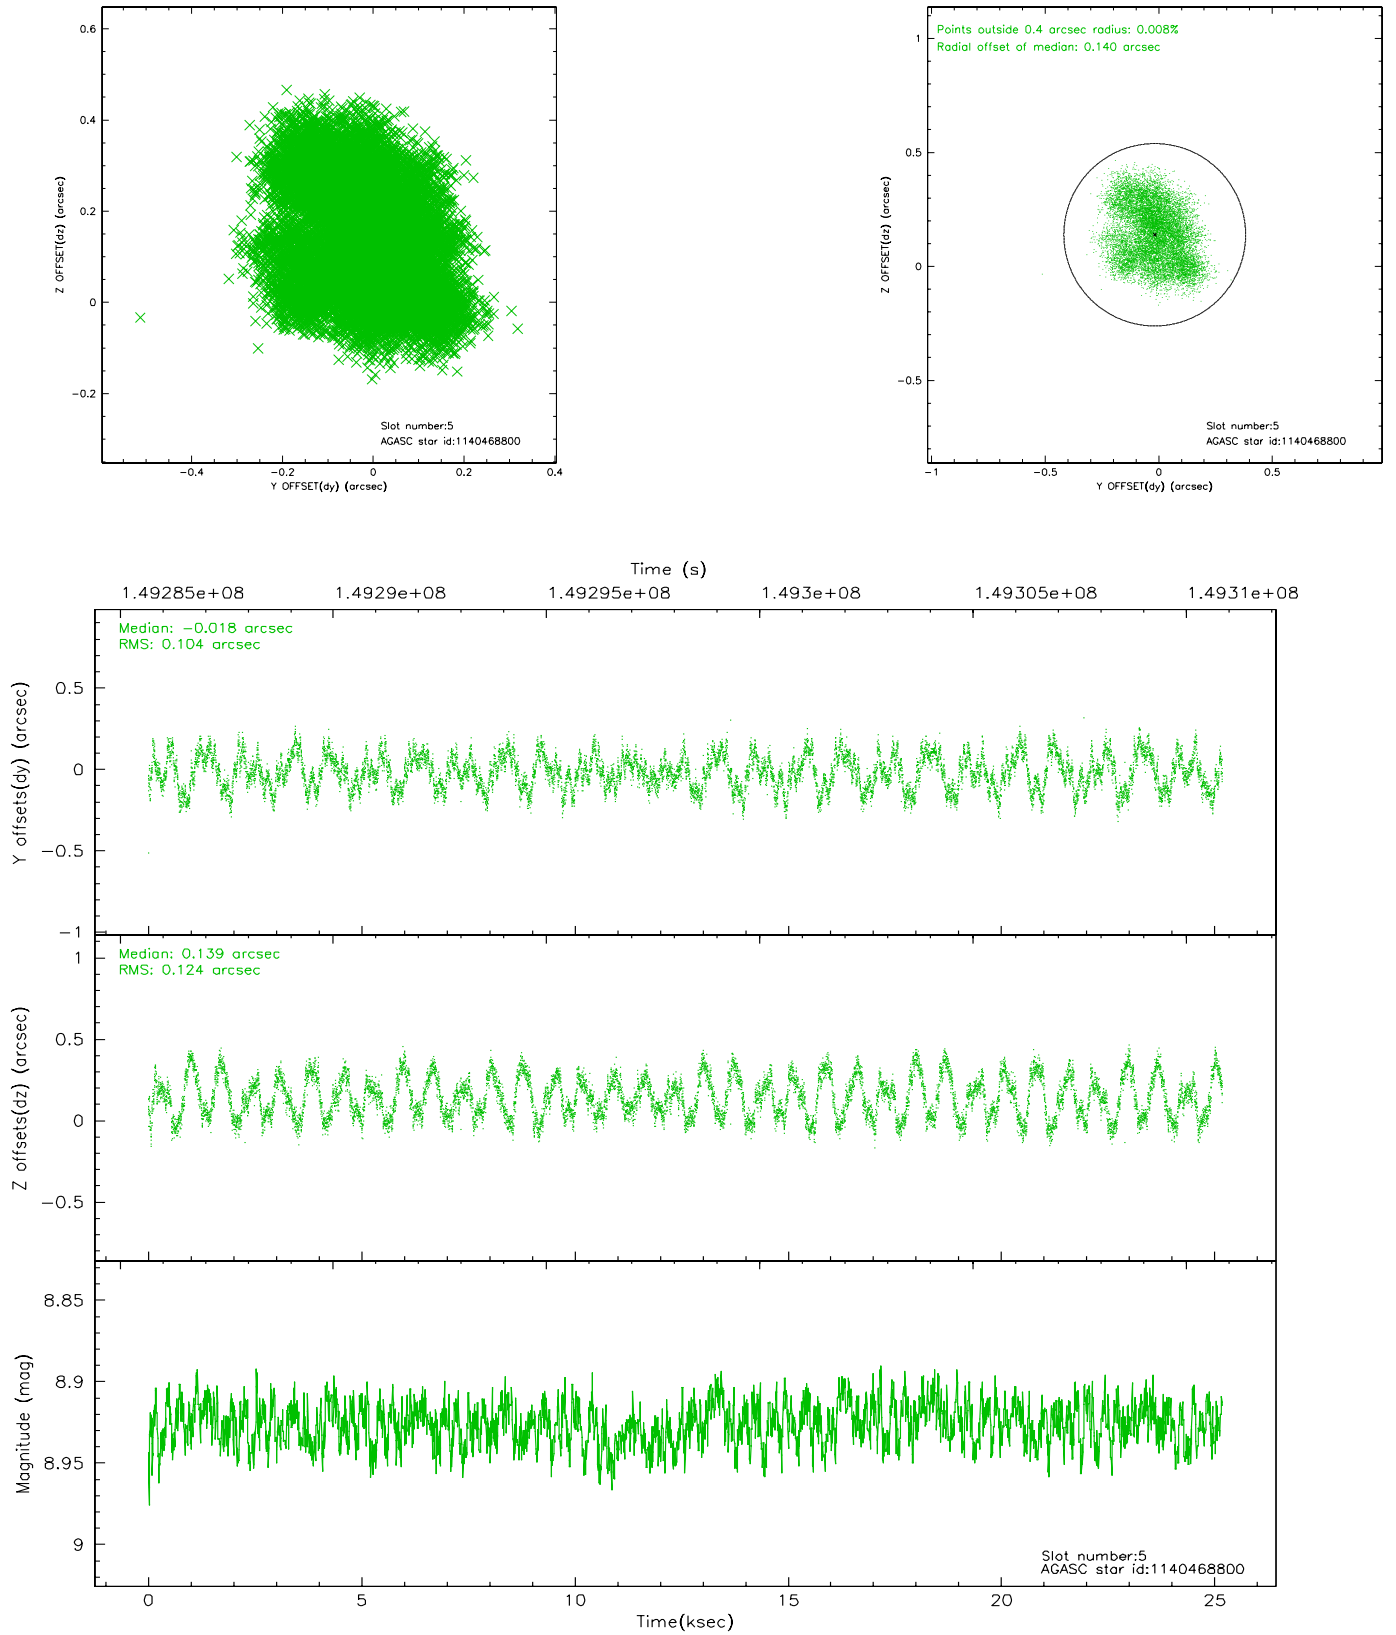 0.6
0.4
0.2
0
−0.2
Z OFFSET(dz) (arcsec)
Slot number:5
AGASC star id:1140468800
−0.4
−0.2
0
0.2
0.4
Y OFFSET(dy) (arcsec)
Points outside 0.4 arcsec radius: 0.008%
Radial offset of median: 0.140 arcsec
1
0.5
0
−0.5
Z OFFSET(dz) (arcsec)
Slot number:5
AGASC star id:1140468800
−1
−0.5
0
0.5
Y OFFSET(dy) (arcsec)
Time (s)
1.49285e+08
1.4929e+08
1.49295e+08
1.493e+08
1.49305e+08
1.4931e+08
Median: −0.018 arcsec
RMS: 0.104 arcsec
0.5
0
−0.5
−1
Y offsets(dy) (arcsec)
Median: 0.139 arcsec
RMS: 0.124 arcsec
1
0.5
0
−0.5
Z offsets(dz) (arcsec)
8.85
8.9
8.95
9
Magnitude (mag)
Slot number:5
AGASC star id:1140468800
0
5
10
15
20
25
Time(ksec)